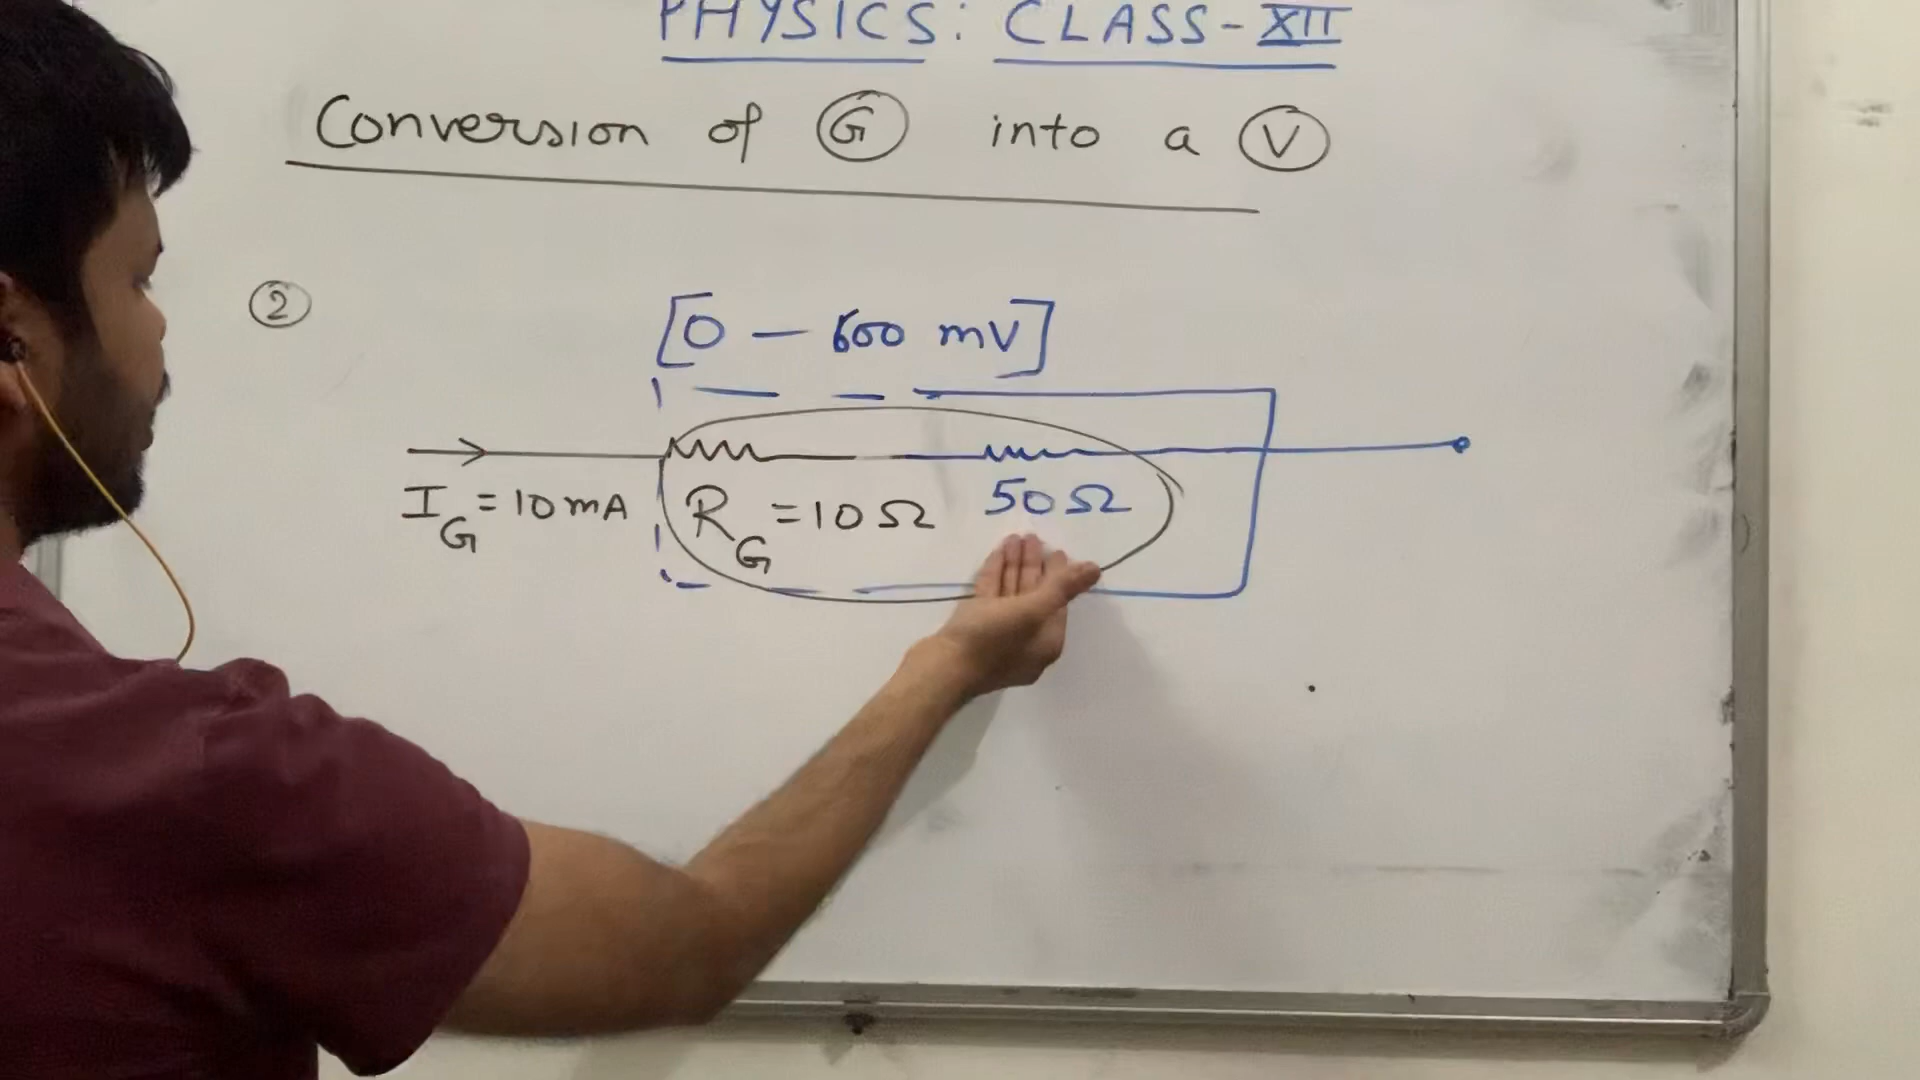 PHYSICS: CLASS-XII
Conversion of G into a V
2
[0 — 600 mV]
I_G = 10 mA R_G = 10 Ω 50 Ω